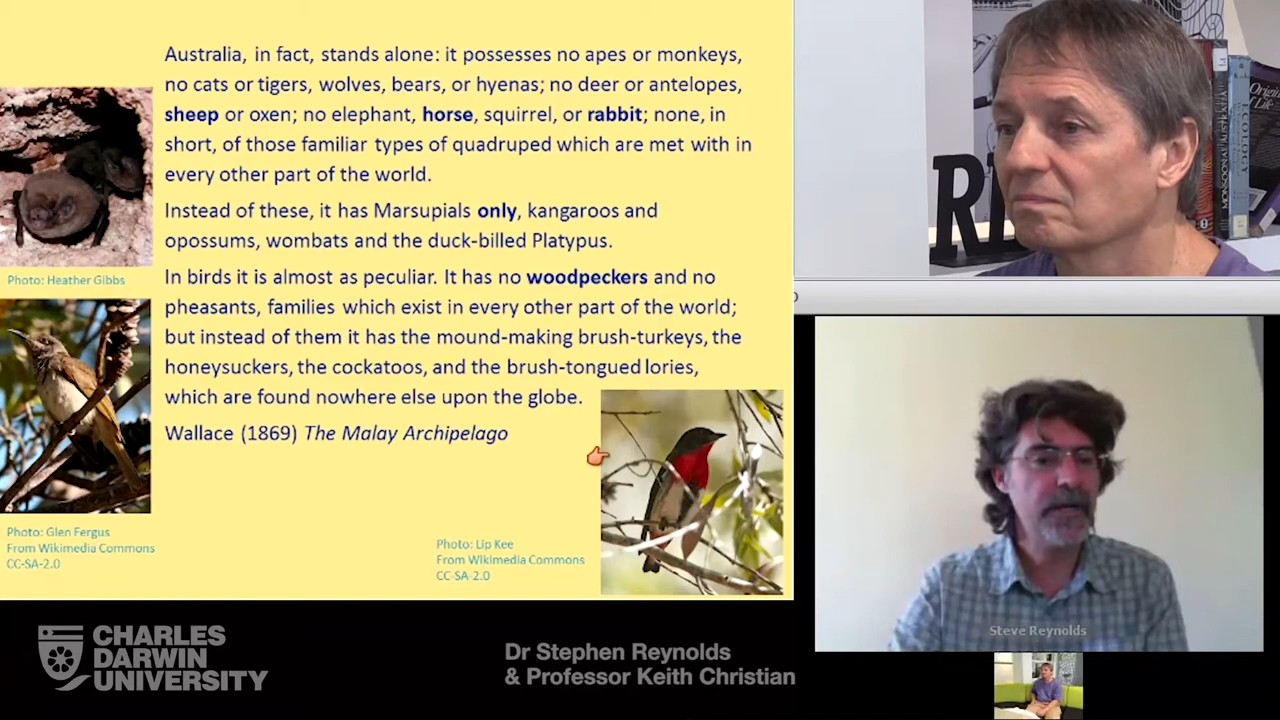 Australia, in fact, stands alone: it possesses no apes or monkeys,
no cats or tigers, wolves, bears, or hyenas; no deer or antelopes,
sheep or oxen; no elephant, horse, squirrel, or rabbit; none, in
short, of those familiar types of quadruped which are met with in
every other part of the world.
Instead of these, it has Marsupials only, kangaroos and
opossums, wombats and the duck-billed Platypus.
In birds it is almost as peculiar. It has no woodpeckers and no
pheasants, families which exist in every other part of the world;
but instead of them it has the mound-making brush-turkeys, the
honeysuckers, the cockatoos, and the brush-tongued lories,
which are found nowhere else upon the globe.
Wallace (1869) The Malay Archipelago
Photo: Heather Gibbs
Photo: Glen Fergus
From Wikimedia Commons
CC-SA-2.0
Photo: Lip Kee
From Wikimedia Commons
CC-SA-2.0
MONSOONAL AUSTRALIA
ECOLOGY
Origins
of Life
Steve Reynolds
CHARLES
DARWIN
UNIVERSITY
Dr Stephen Reynolds
& Professor Keith Christian